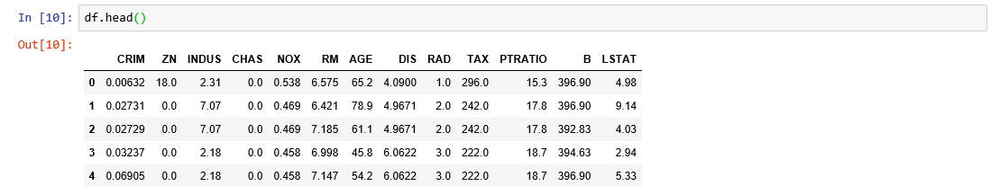 In [10]: df.head()
Out[10]:
CRIM ZN INDUS CHAS NOX RM AGE DIS RAD TAX PTRATIO B LSTAT
0 0.00632 18.0 2.31 0.0 0.538 6.575 65.2 4.0900 1.0 296.0 15.3 396.90 4.98
1 0.02731 0.0 7.07 0.0 0.469 6.421 78.9 4.9671 2.0 242.0 17.8 396.90 9.14
2 0.02729 0.0 7.07 0.0 0.469 7.185 61.1 4.9671 2.0 242.0 17.8 392.83 4.03
3 0.03237 0.0 2.18 0.0 0.458 6.998 45.8 6.0622 3.0 222.0 18.7 394.63 2.94
4 0.06905 0.0 2.18 0.0 0.458 7.147 54.2 6.0622 3.0 222.0 18.7 396.90 5.33